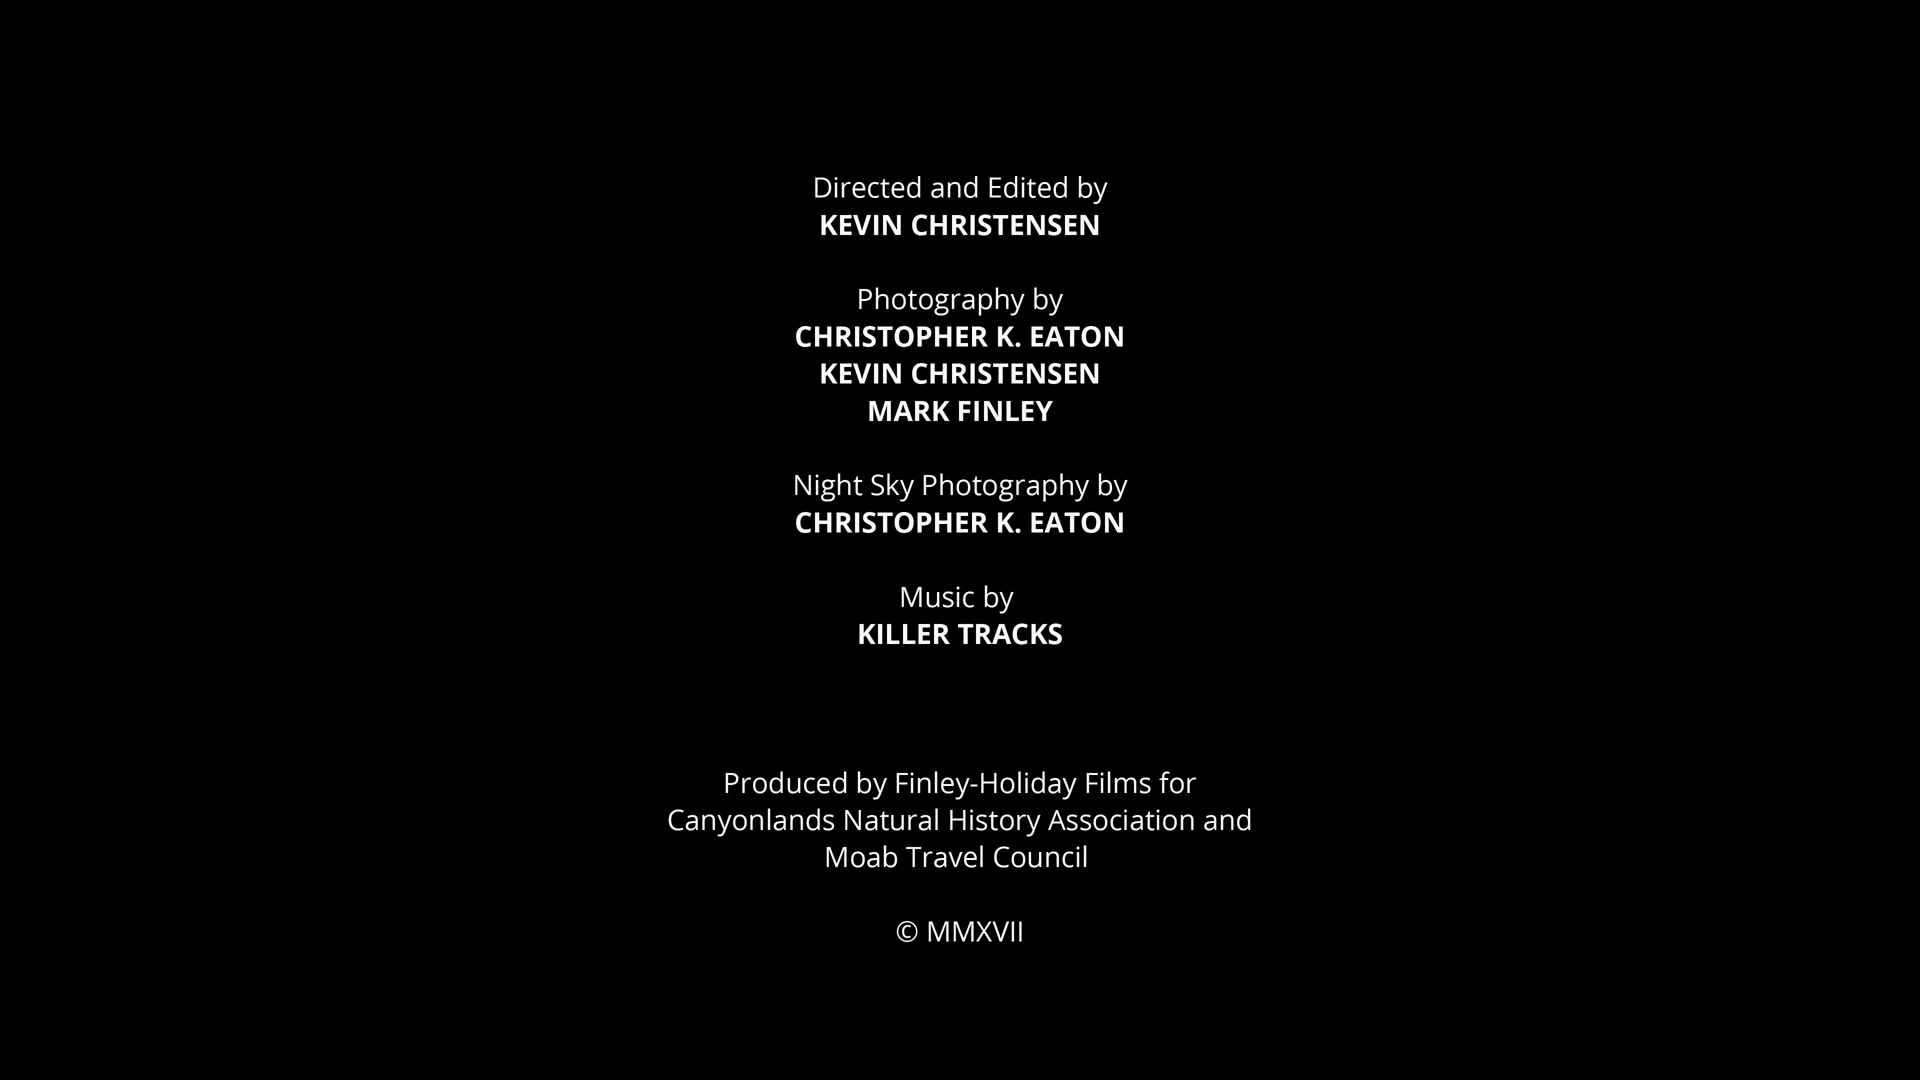 Directed and Edited by
KEVIN CHRISTENSEN
Photography by
CHRISTOPHER K. EATON
KEVIN CHRISTENSEN
MARK FINLEY
Night Sky Photography by
CHRISTOPHER K. EATON
Music by
KILLER TRACKS
Produced by Finley-Holiday Films for
Canyonlands Natural History Association and
Moab Travel Council
© MMXVII